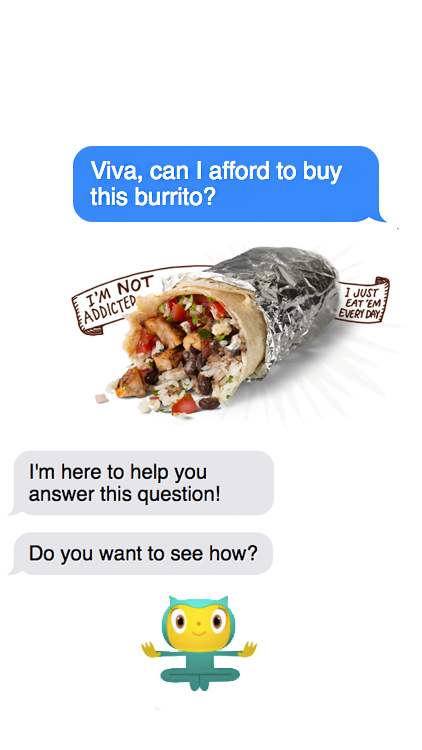 Viva, can I afford to buy
this burrito?
I'M NOT
ADDICTED
I JUST
EAT 'EM
EVERY DAY
I'm here to help you
answer this question!
Do you want to see how?